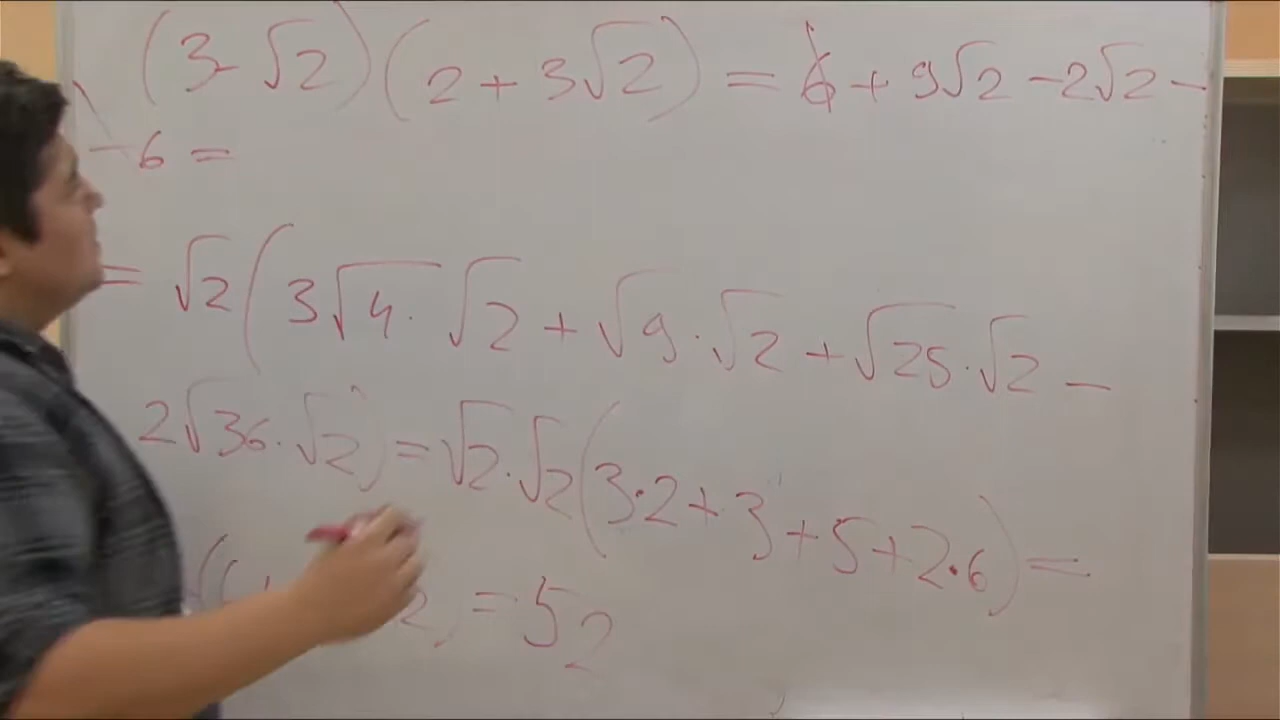 (3-√2)(2+3√2) = 6+9√2-2√2-
-6=
= √2(3√4·√2+√9·√2+√25·√2-
2√36·√2)=√2·√2(3·2+3+5+2·6)=
=52